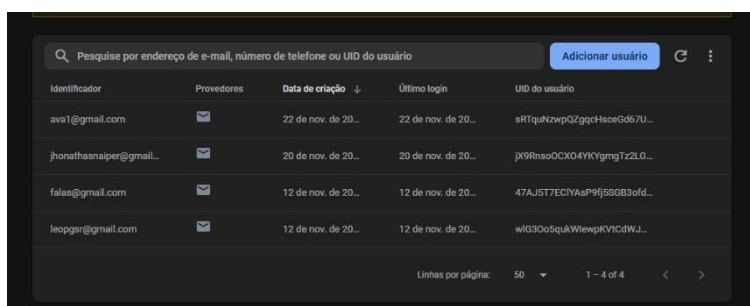 Pesquise por endereço de e-mail, número de telefone ou UID do usuário Adicionar usuário
Identificador Provedores Data de criação ↓ Último login UID do usuário
ava1@gmail.com 22 de nov. de 20... 22 de nov. de 20... sRTquNzwpQZgqcHsceGd67U...
jhonathasnaiper@gmail... 20 de nov. de 20... 20 de nov. de 20... jX9RnsoOCX04YKYgmgTz2LG...
falas@gmail.com 12 de nov. de 20... 12 de nov. de 20... 47AJ5T7EClYAsP9fj5SGB3ofd...
leopgsr@gmail.com 12 de nov. de 20... 12 de nov. de 20... wlG3Oo5qukWIewpKVtCdWJ...
Linhas por página: 50 1 – 4 of 4